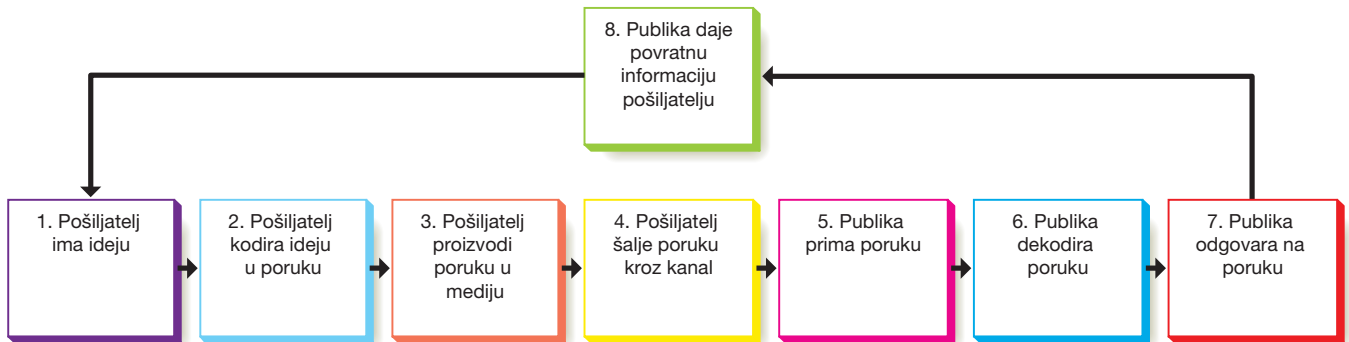 8. Publika daje
povratnu
informaciju
pošiljatelju
1. Pošiljatelj
ima ideju
2. Pošiljatelj
kodira ideju
u poruku
3. Pošiljatelj
proizvodi
poruku u
mediju
4. Pošiljatelj
šalje poruku
kroz kanal
5. Publika
prima poruku
6. Publika
dekodira
poruku
7. Publika
odgovara na
poruku